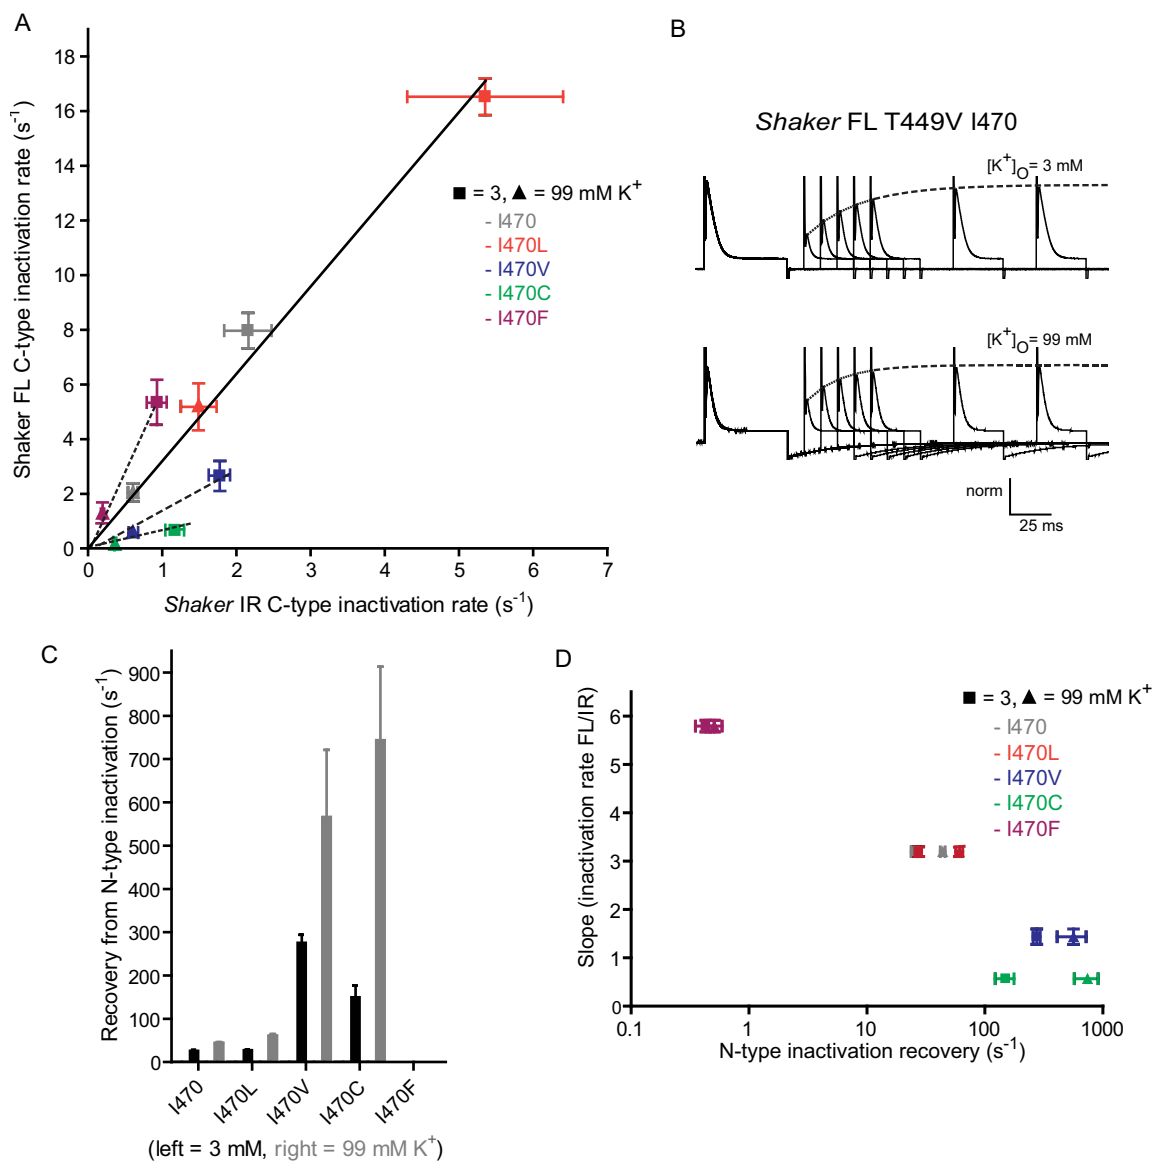 A
Shaker FL C-type inactivation rate (s-1)
18
16
14
12
10
8
6
4
2
0
0 1 2 3 4 5 6 7
Shaker IR C-type inactivation rate (s-1)
■ = 3, ▲ = 99 mM K+
- I470
- I470L
- I470V
- I470C
- I470F
B
Shaker FL T449V I470
[K+]O= 3 mM
[K+]O= 99 mM
norm
25 ms
C
Recovery from N-type inactivation (s-1)
900
800
700
600
500
400
300
200
100
0
I470 I470L I470V I470C I470F
(left = 3 mM, right = 99 mM K+)
D
Slope (inactivation rate FL/IR)
6
5
4
3
2
1
0
0.1 1 10 100 1000
N-type inactivation recovery (s-1)
■ = 3, ▲ = 99 mM K+
- I470
- I470L
- I470V
- I470C
- I470F